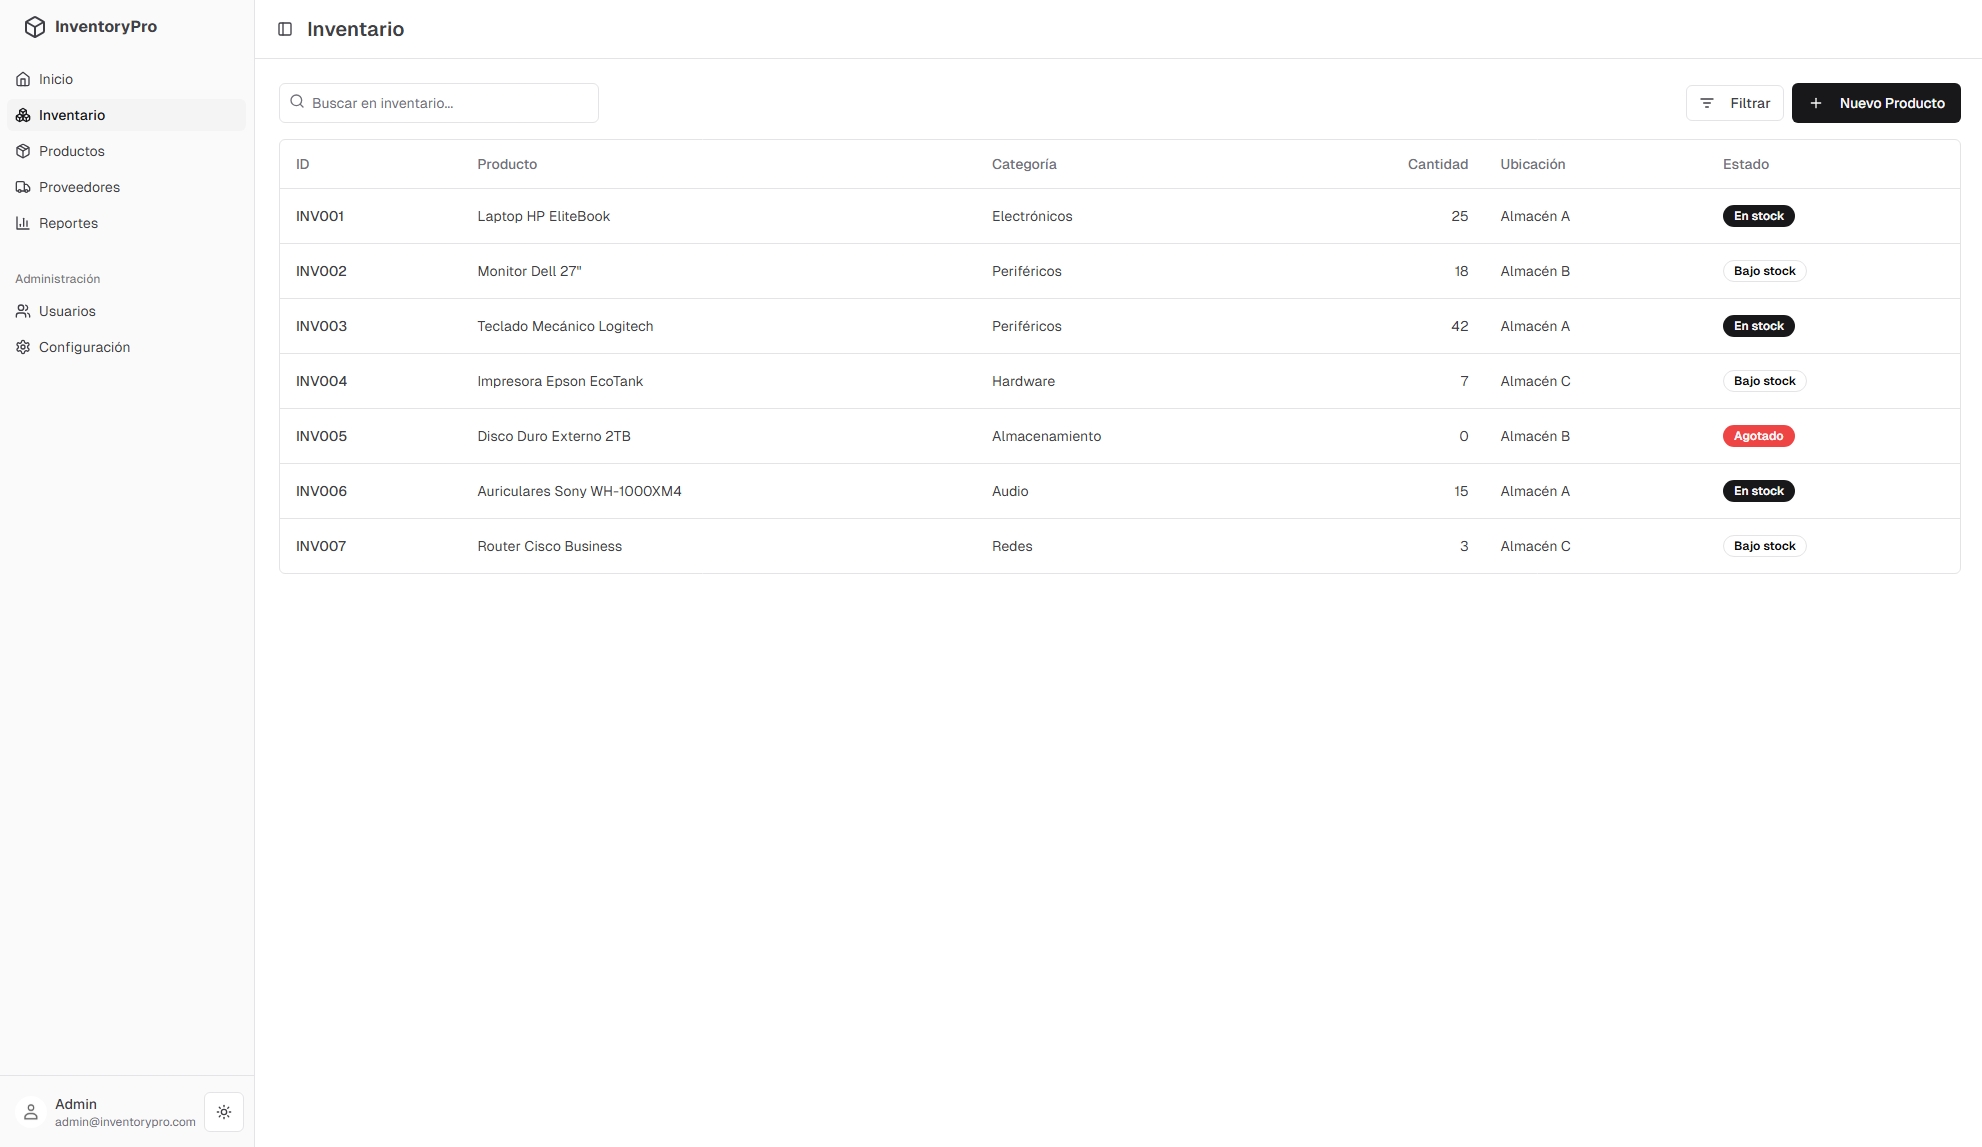 InventoryPro
Inicio
Inventario
Productos
Proveedores
Reportes
Administración
Usuarios
Configuración
Admin
admin@inventorypro.com
Inventario
Buscar en inventario...
Filtrar
Nuevo Producto
ID Producto Categoría Cantidad Ubicación Estado
INV001 Laptop HP EliteBook Electrónicos 25 Almacén A En stock
INV002 Monitor Dell 27" Periféricos 18 Almacén B Bajo stock
INV003 Teclado Mecánico Logitech Periféricos 42 Almacén A En stock
INV004 Impresora Epson EcoTank Hardware 7 Almacén C Bajo stock
INV005 Disco Duro Externo 2TB Almacenamiento 0 Almacén B Agotado
INV006 Auriculares Sony WH-1000XM4 Audio 15 Almacén A En stock
INV007 Router Cisco Business Redes 3 Almacén C Bajo stock